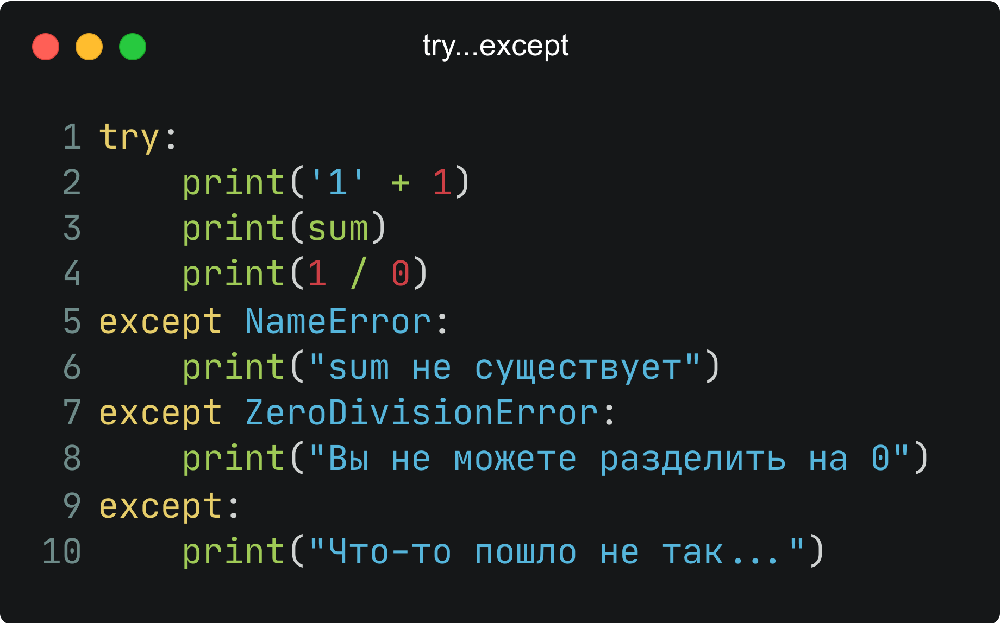 try...except
1 try:
2     print('1' + 1)
3     print(sum)
4     print(1 / 0)
5 except NameError:
6     print("sum не существует")
7 except ZeroDivisionError:
8     print("Вы не можете разделить на 0")
9 except:
10     print("Что-то пошло не так...")